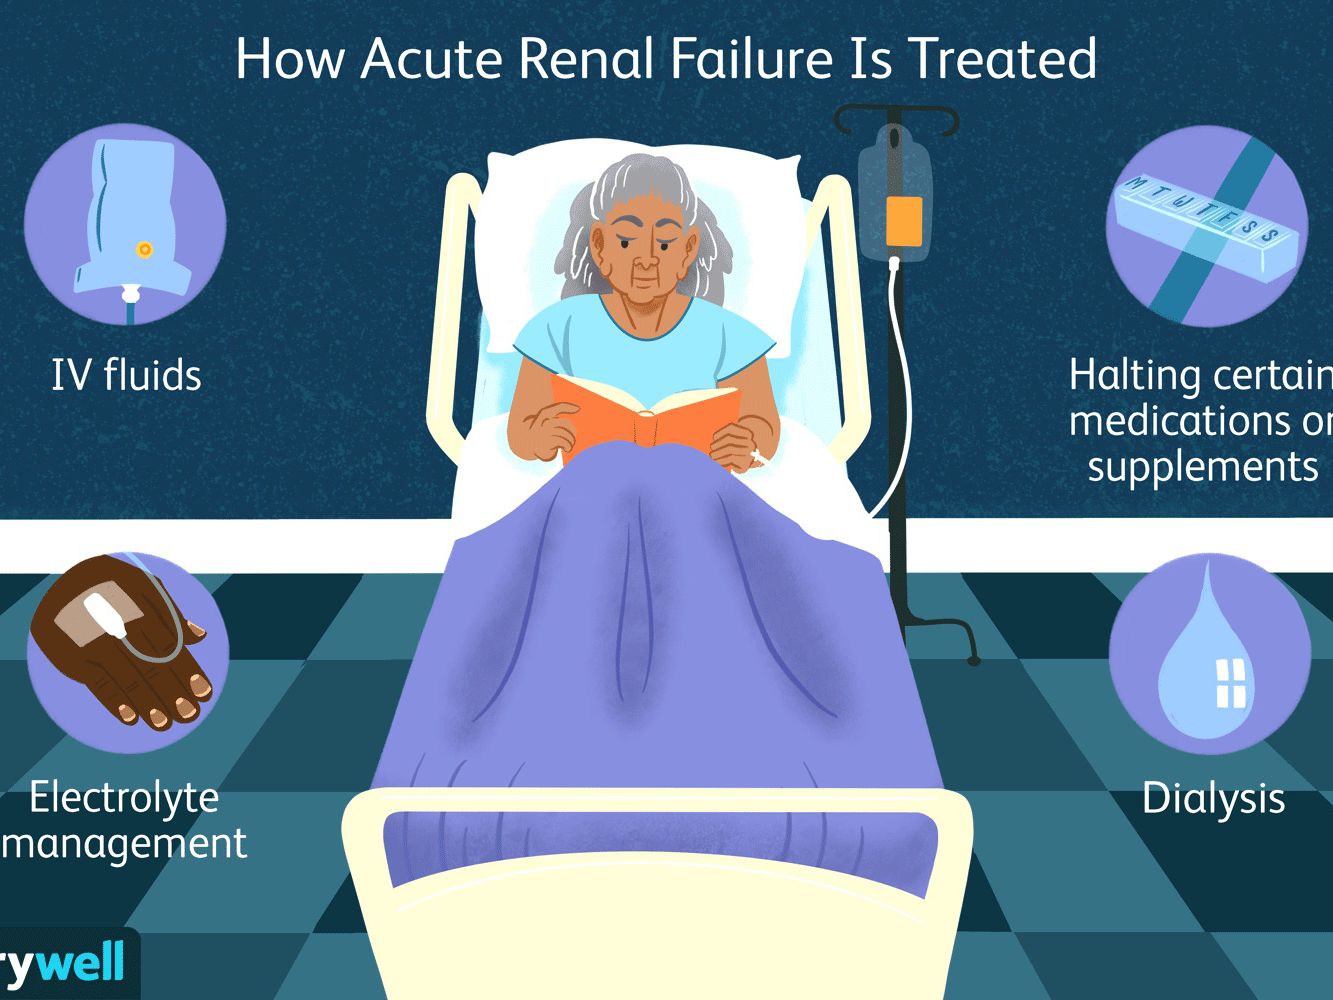 How Acute Renal Failure Is Treated
IV fluids
M T W T F S S
Halting certain
medications or
supplements
Electrolyte
management
Dialysis
rywell